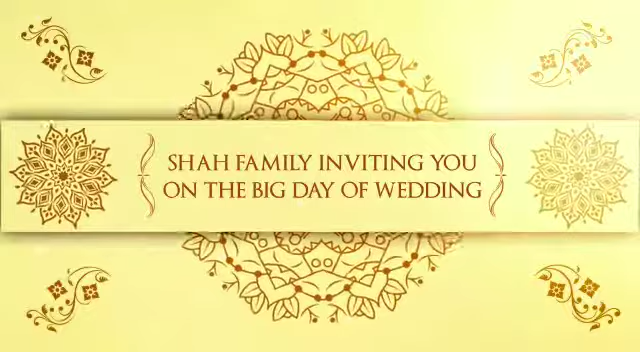 SHAH FAMILY INVITING YOU
ON THE BIG DAY OF WEDDING